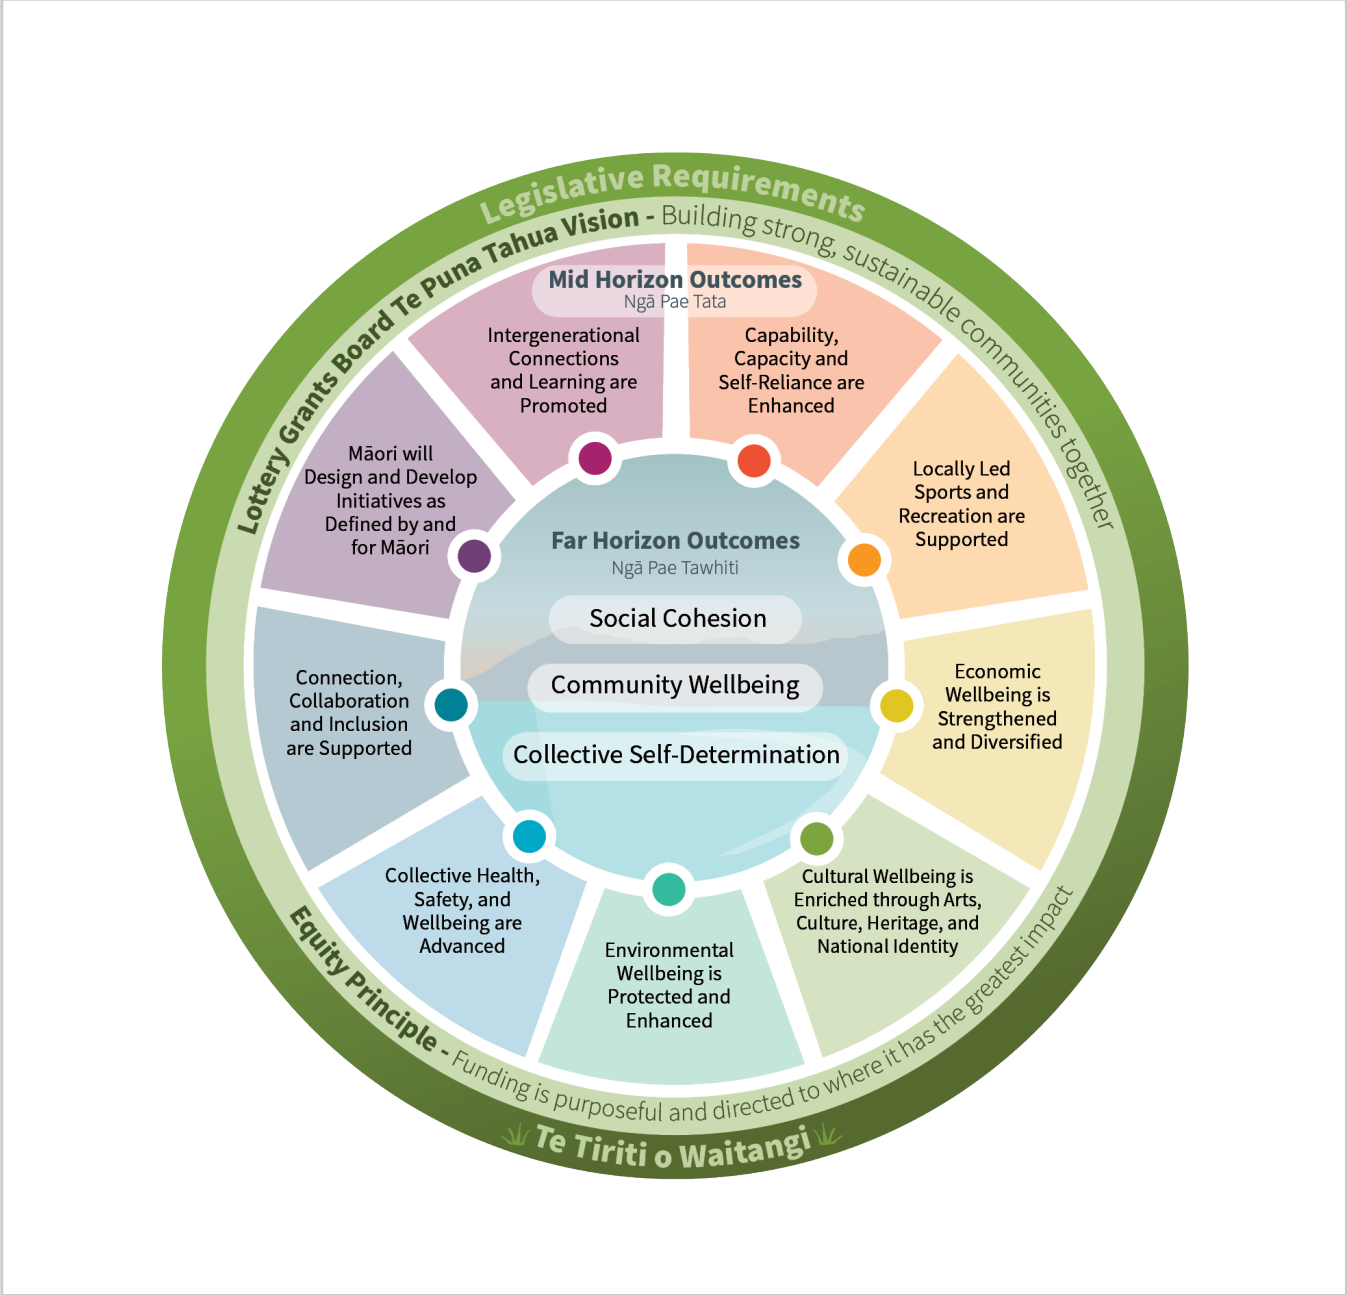 Legislative Requirements
Lottery Grants Board Te Puna Tahua Vision - Building strong, sustainable communities together
Mid Horizon Outcomes
Ngā Pae Tata
Intergenerational
Connections
and Learning are
Promoted
Capability,
Capacity and
Self-Reliance are
Enhanced
Locally Led
Sports and
Recreation are
Supported
Economic
Wellbeing is
Strengthened
and Diversified
Cultural Wellbeing is
Enriched through Arts,
Culture, Heritage, and
National Identity
Environmental
Wellbeing is
Protected and
Enhanced
Collective Health,
Safety, and
Wellbeing are
Advanced
Connection,
Collaboration
and Inclusion
are Supported
Māori will
Design and Develop
Initiatives as
Defined by and
for Māori
Far Horizon Outcomes
Ngā Pae Tawhiti
Social Cohesion
Community Wellbeing
Collective Self-Determination
Equity Principle - Funding is purposeful and directed to where it has the greatest impact
Te Tiriti o Waitangi